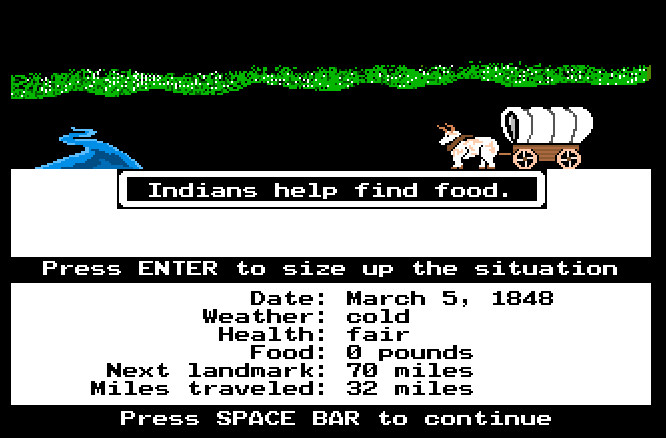 Indians help find food.
Press ENTER to size up the situation
Date: March 5, 1848
Weather: cold
Health: fair
Food: 0 pounds
Next landmark: 70 miles
Miles traveled: 32 miles
Press SPACE BAR to continue